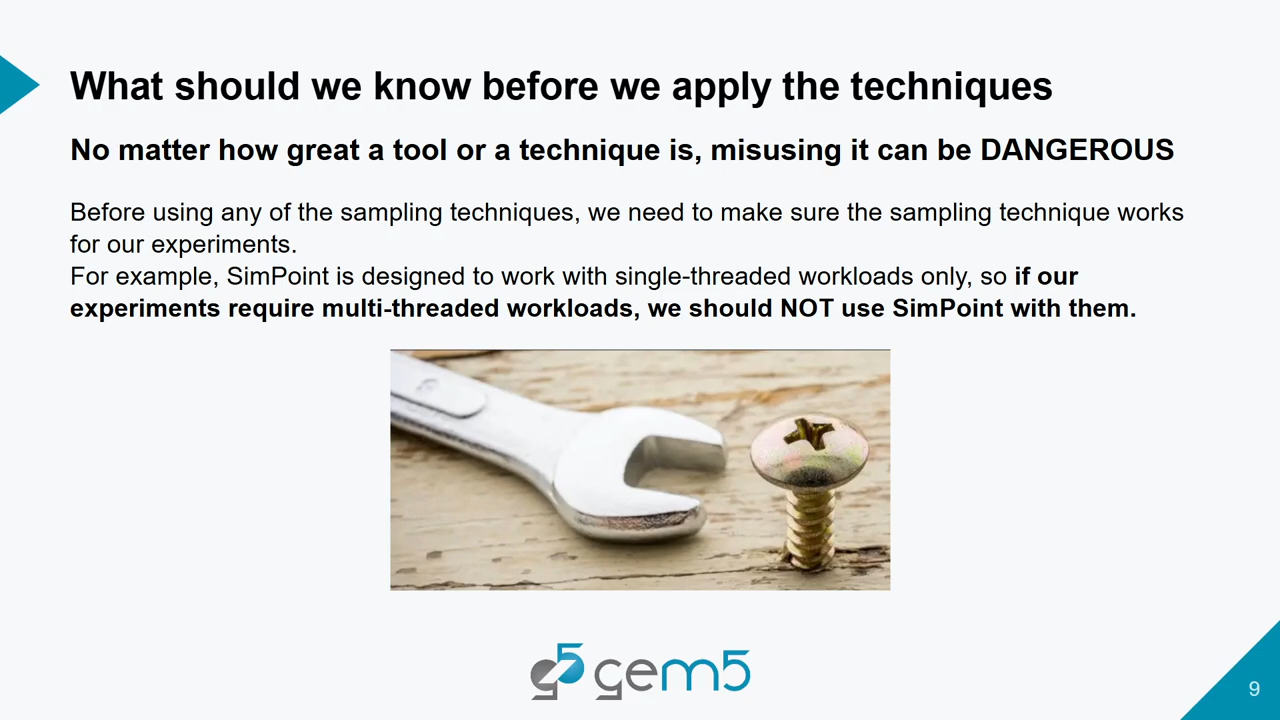 What should we know before we apply the techniques
No matter how great a tool or a technique is, misusing it can be DANGEROUS
Before using any of the sampling techniques, we need to make sure the sampling technique works
for our experiments.
For example, SimPoint is designed to work with single-threaded workloads only, so if our
experiments require multi-threaded workloads, we should NOT use SimPoint with them.
g5 gem5
9